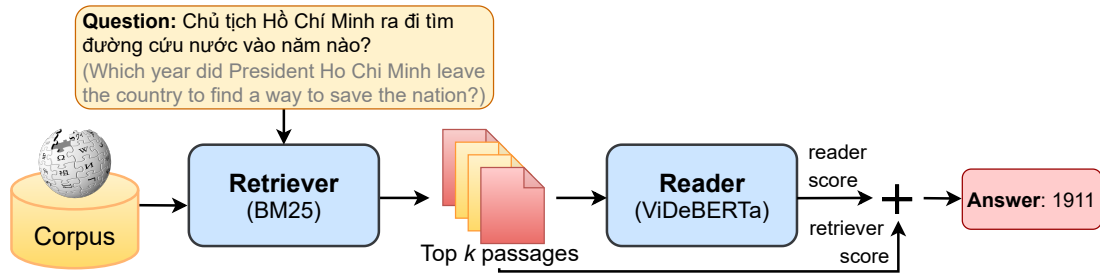 Question: Chủ tịch Hồ Chí Minh ra đi tìm
đường cứu nước vào năm nào?
(Which year did President Ho Chi Minh leave
the country to find a way to save the nation?)
Corpus
Retriever
(BM25)
Top k passages
Reader
(ViDeBERTa)
reader
score
+
retriever
score
Answer: 1911